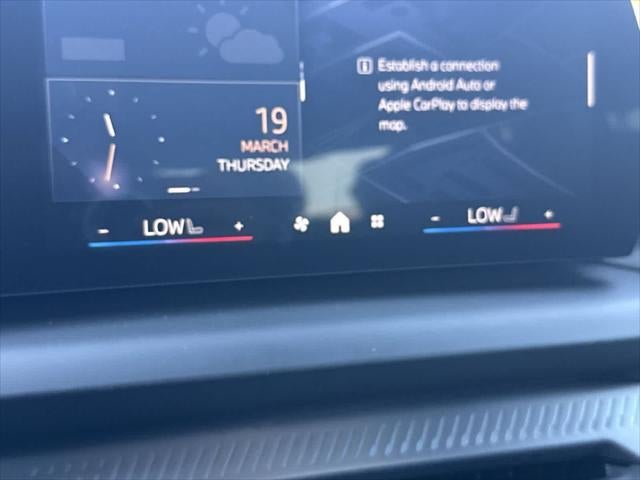 Establish a connection
using Android Auto or
Apple CarPlay to display the
map.
19
MARCH
THURSDAY
- LOW +
- LOW +